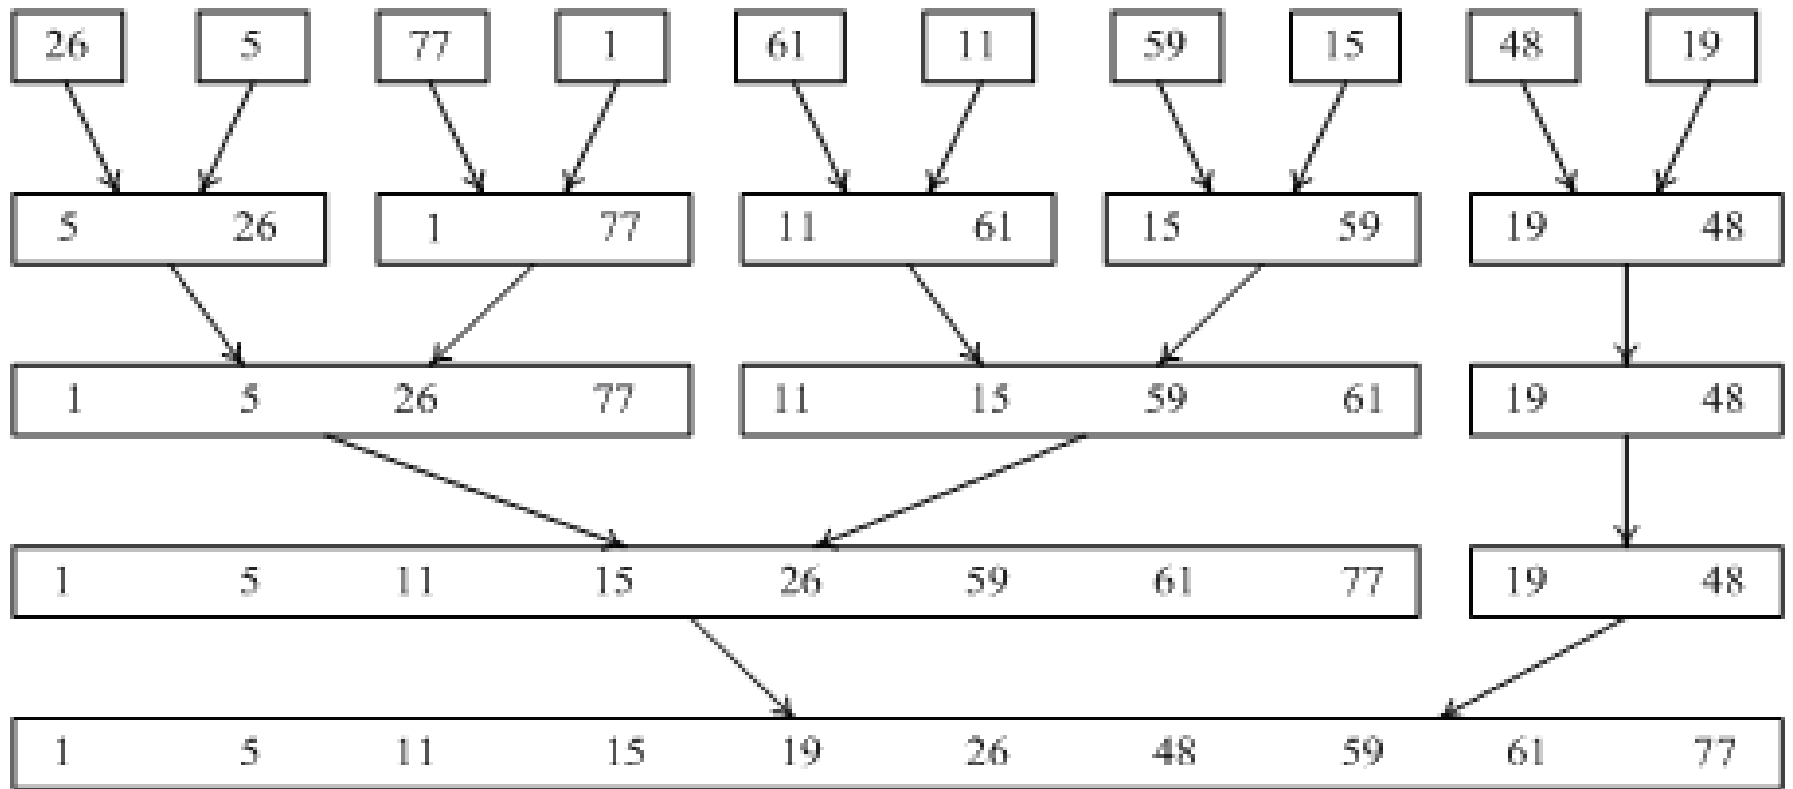 26 5 77 1 61 11 59 15 48 19
5 26 1 77 11 61 15 59 19 48
1 5 26 77 11 15 59 61 19 48
1 5 11 15 26 59 61 77 19 48
1 5 11 15 19 26 48 59 61 77